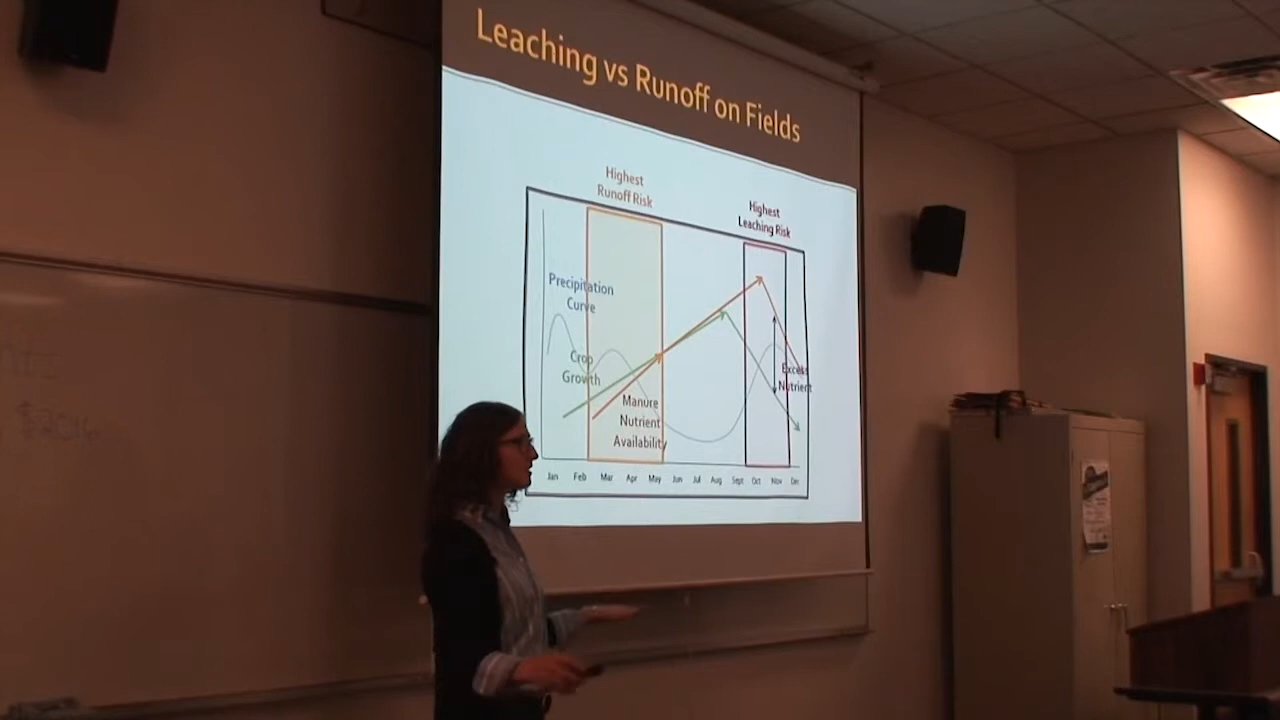 Leaching vs Runoff on Fields
Highest
Runoff Risk
Highest
Leaching Risk
Precipitation
Curve
Crop
Growth
Manure
Nutrient
Availability
Excess
Nutrient
Jan Feb Mar Apr May Jun Jul Aug Sept Oct Nov Dec